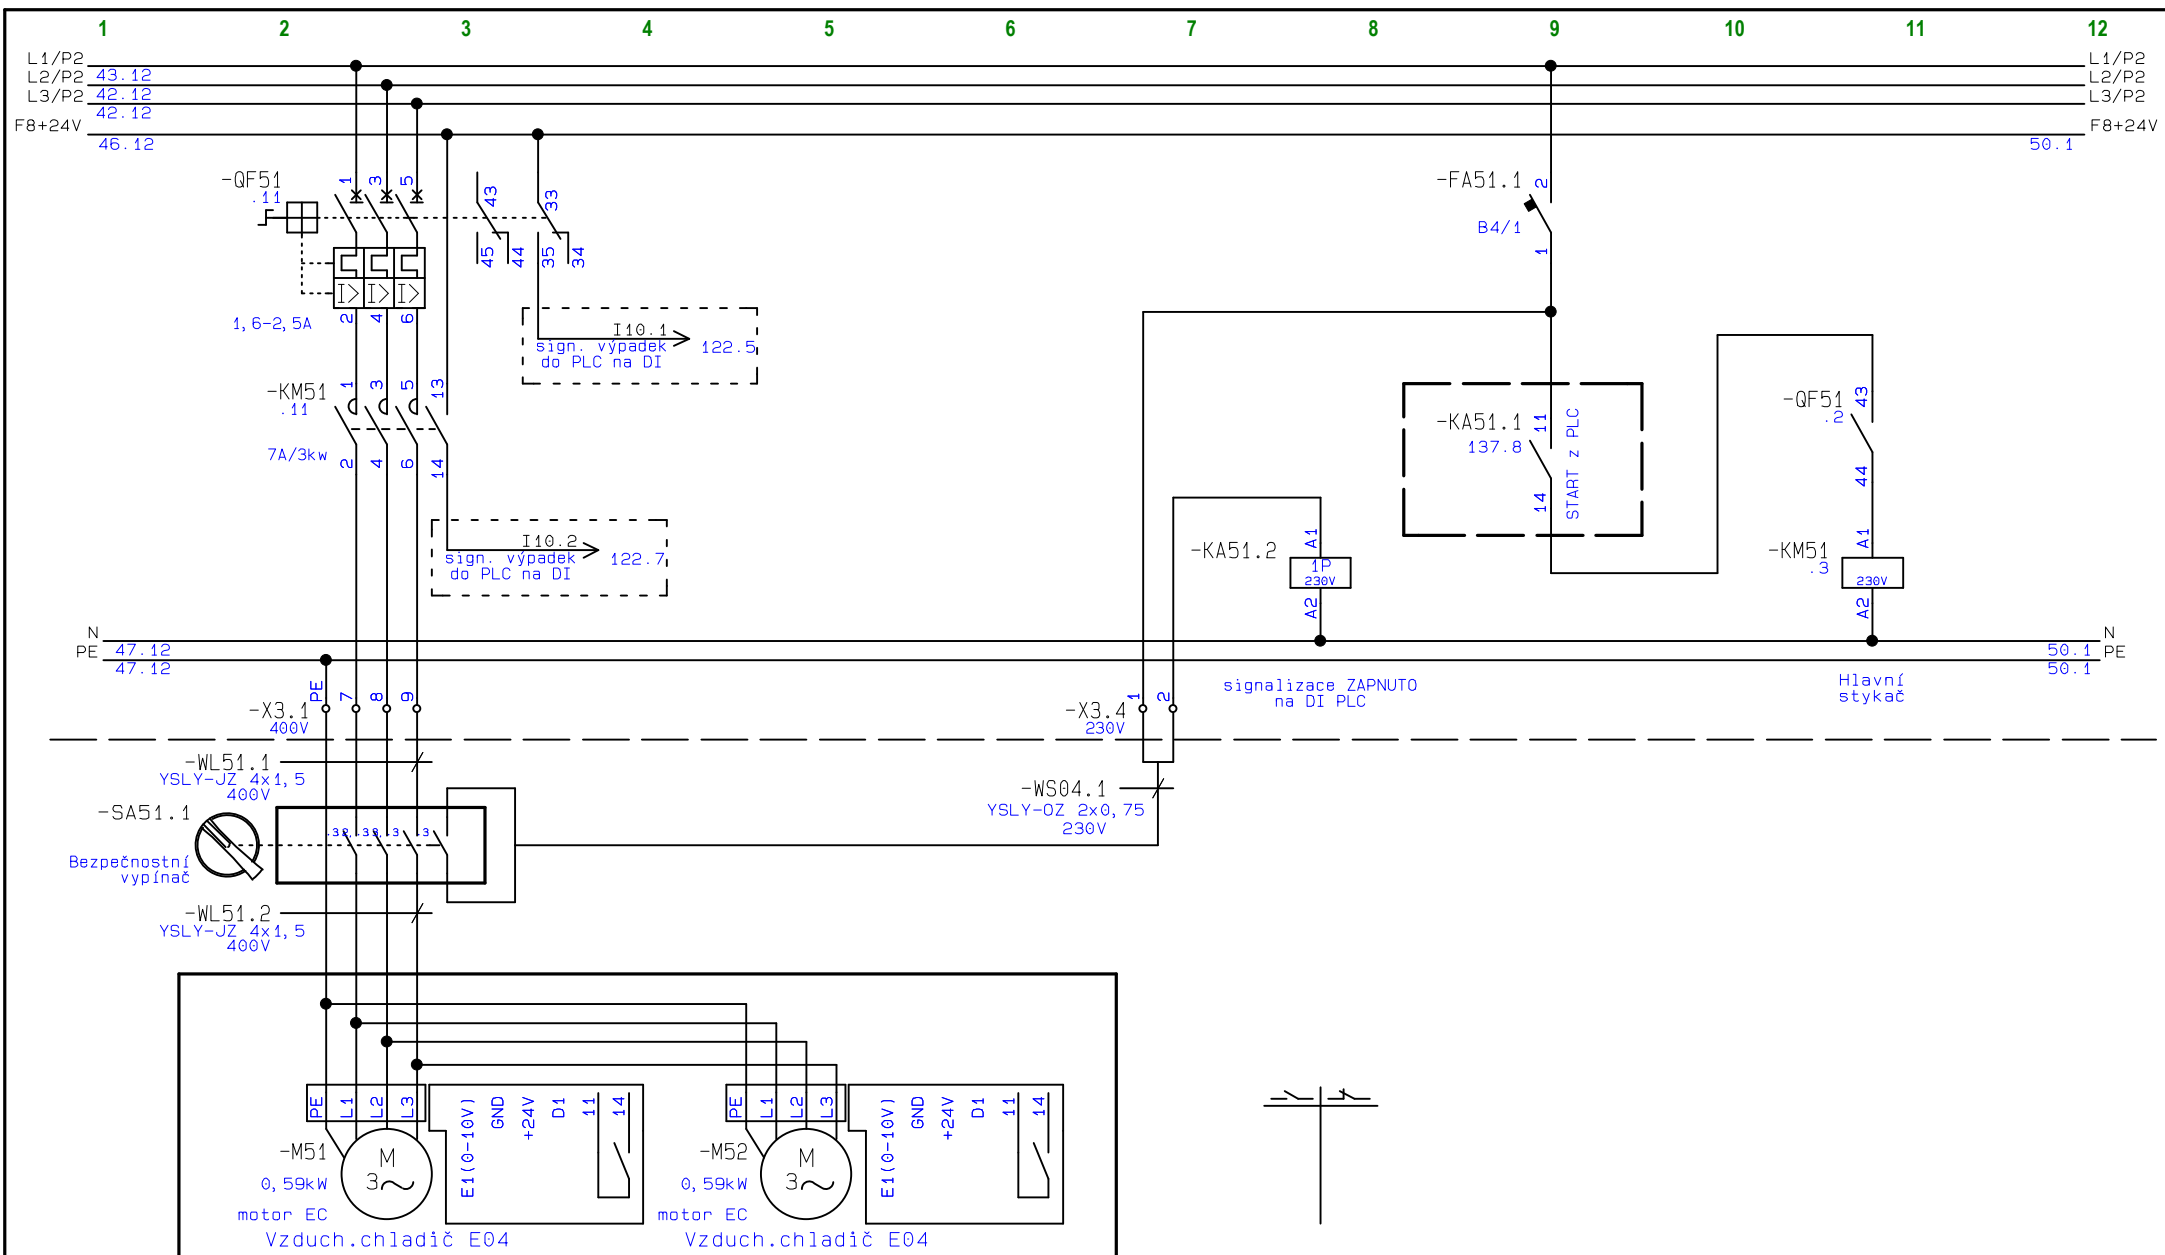 1 2 3 4 5 6 7 8 9 10 11 12
L1/P2
L1/P2
L2/P2 43.12
L2/P2
L3/P2 42.12
L3/P2
42.12
F8+24V
F8+24V
46.12
50.1
-QF51
.11
1 3 5
43
33
45 44 35 34
I> I> I>
1,6-2,5A
2 4 6
I10.1
sign. výpadek
do PLC na DI
122.5
-FA51.1
2
B4/1
1
-KM51
.11
1 3 5 13
7A/3kw
2 4 6 14
I10.2
sign. výpadek
do PLC na DI
122.7
-KA51.1
137.8
11
14
START z PLC
-QF51
.2
43
44
-KA51.2
A1
1P
230V
A2
-KM51
.3
A1
230V
A2
N
47.12
N
50.1
PE
47.12
PE
50.1
signalizace ZAPNUTO
na DI PLC
Hlavní
stykač
-X3.1
400V
PE 7 8 9
-X3.4
230V
1 2
-WL51.1
YSLY-JZ 4x1,5
400V
-WS04.1
YSLY-OZ 2x0,75
230V
-SA51.1
Bezpečnostní
vypínač
-WL51.2
YSLY-JZ 4x1,5
400V
PE L1 L2 L3
E1(0-10V) GND +24V D1 11 14
-M51
M
3
0,59kW
motor EC
Vzduch.chladič E04
PE L1 L2 L3
E1(0-10V) GND +24V D1 11 14
-M52
M
3
0,59kW
motor EC
Vzduch.chladič E04